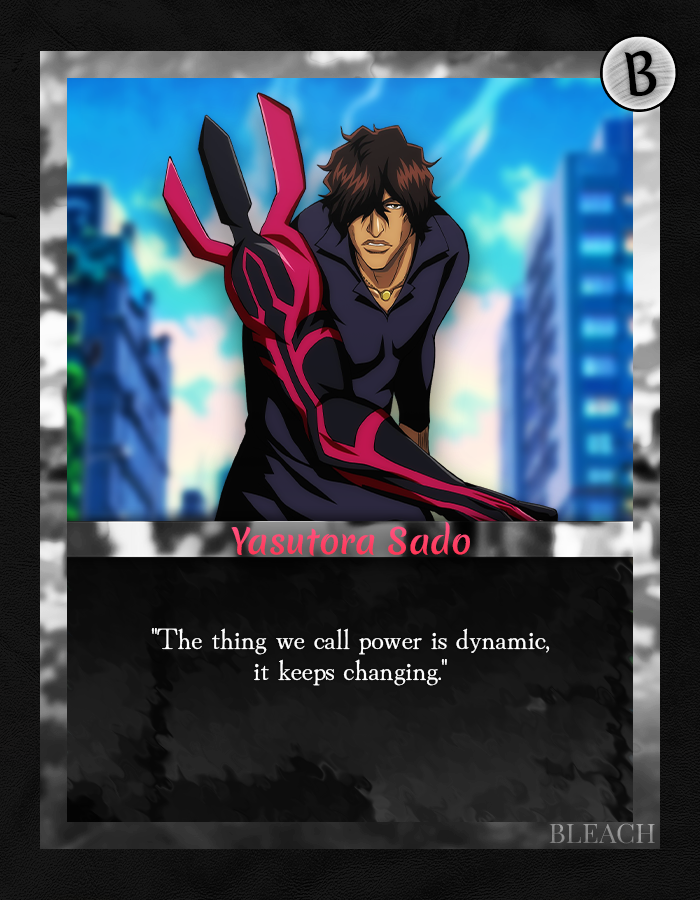 B
Yasutora Sado
"The thing we call power is dynamic,
it keeps changing."
BLEACH